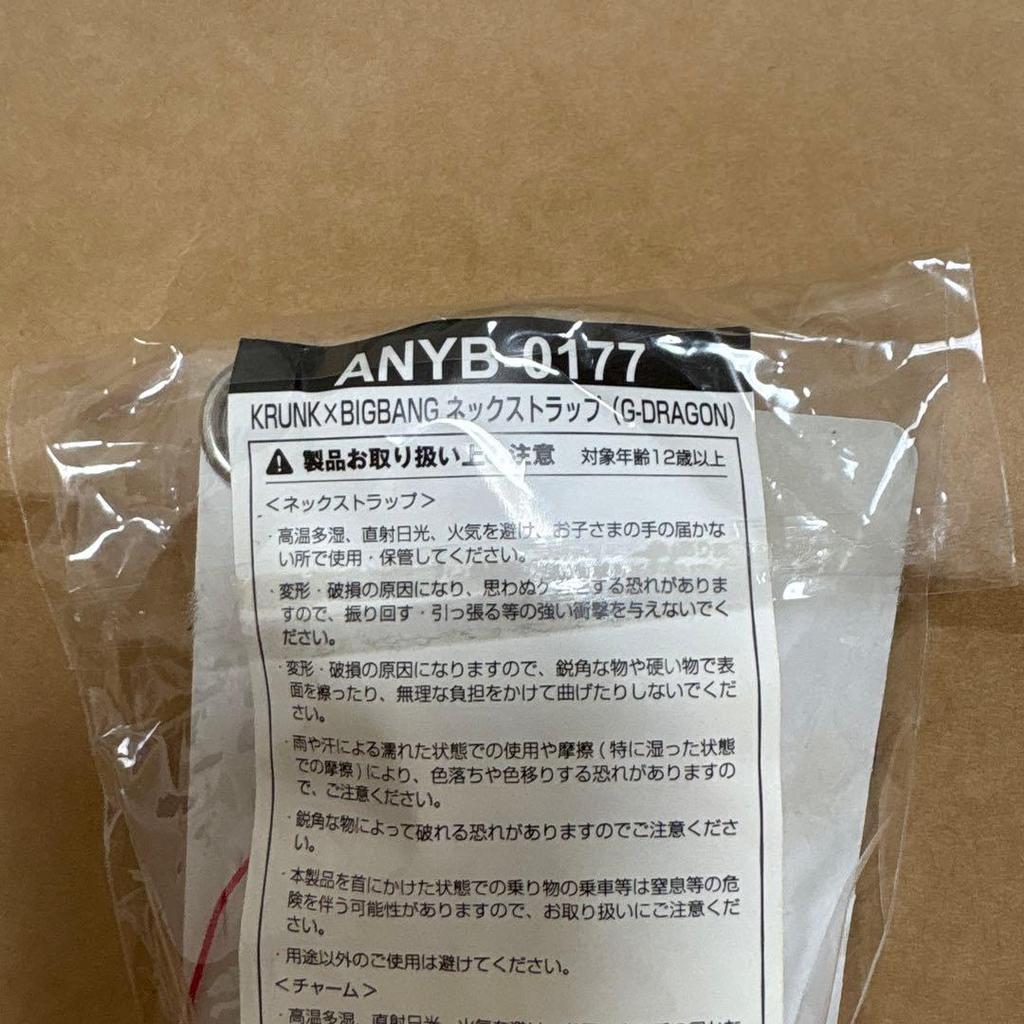 ANYB-0177
KRUNK×BIGBANG ネックストラップ (G-DRAGON)
製品お取り扱い上 注意 対象年齢12歳以上
＜ネックストラップ＞
・高温多湿、直射日光、火気を避け、お子さまの手の届かな
い所で使用・保管してください。
・変形・破損の原因になり、思わぬケ する恐れがありま
すので、振り回す・引っ張る等の強い衝撃を与えないでく
ださい。
・変形・破損の原因になりますので、鋭角な物や硬い物で表
面を擦ったり、無理な負担をかけて曲げたりしないでくだ
さい。
・雨や汗による濡れた状態での使用や摩擦(特に湿った状態
での摩擦)により、色落ちや色移りする恐れがありますの
で、ご注意ください。
・鋭角な物によって破れる恐れがありますのでご注意くださ
い。
・本製品を首にかけた状態での乗り物の乗車等は窒息等の危
険を伴う可能性がありますので、お取り扱いにご注意くだ
さい。
・用途以外のご使用は避けてください。
＜チャーム＞
・高温多湿、直射日光、火気を避け、